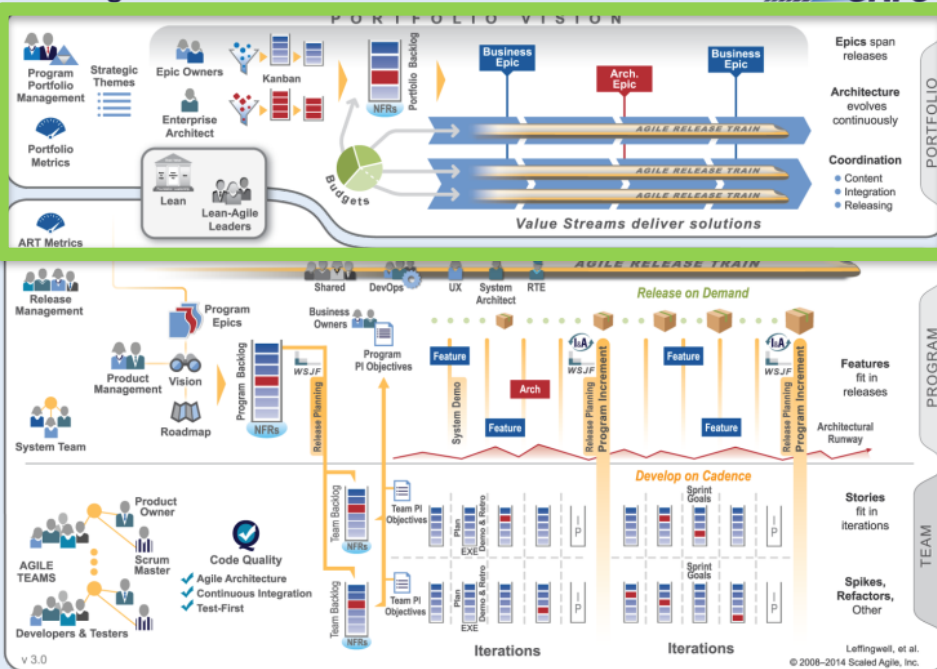 PORTFOLIO VISION
Program
Portfolio
Management
Strategic
Themes
Portfolio
Metrics
Epic Owners
Kanban
Enterprise
Architect
Portfolio Backlog
NFRs
Business
Epic
Arch.
Epic
Business
Epic
Epics span
releases
Architecture
evolves
continuously
Coordination
Content
Integration
Releasing
PORTFOLIO
AGILE RELEASE TRAIN
AGILE RELEASE TRAIN
AGILE RELEASE TRAIN
Budgets
Lean
Lean-Agile
Leaders
Value Streams deliver solutions
ART Metrics
AGILE RELEASE TRAIN
Release
Management
Shared
DevOps
UX
System
Architect
RTE
Release on Demand
Program
Epics
Business
Owners
Program
PI Objectives
Product
Management
Vision
Roadmap
Program Backlog
NFRs
WSJF
Release Planning
Feature
System Demo
Arch
Feature
I&A
WSJF
Release Planning
Program Increment
Feature
Feature
I&A
WSJF
Release Planning
Program Increment
Features
fit in
releases
PROGRAM
Architectural
Runway
System Team
Develop on Cadence
Product
Owner
Scrum
Master
AGILE
TEAMS
Developers & Testers
Code Quality
Agile Architecture
Continuous Integration
Test-First
Team Backlog
NFRs
Team PI
Objectives
Plan
EXE
Demo & Retro
I
P
Sprint
Goals
I
P
Stories
fit in
iterations
TEAM
Team Backlog
NFRs
Team PI
Objectives
Plan
EXE
Demo & Retro
I
P
Sprint
Goals
I
P
Spikes,
Refactors,
Other
Iterations
Iterations
v 3.0
Leffingwell, et al.
© 2008–2014 Scaled Agile, Inc.